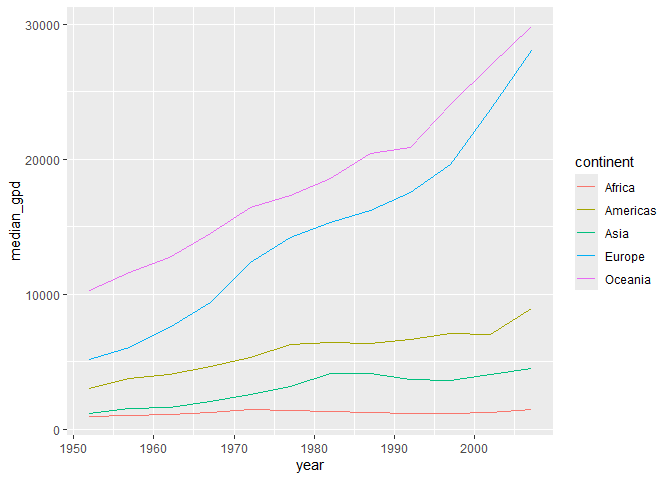 30000
20000
10000
0
median_gpd
1950
1960
1970
1980
1990
2000
year
continent
Africa
Americas
Asia
Europe
Oceania